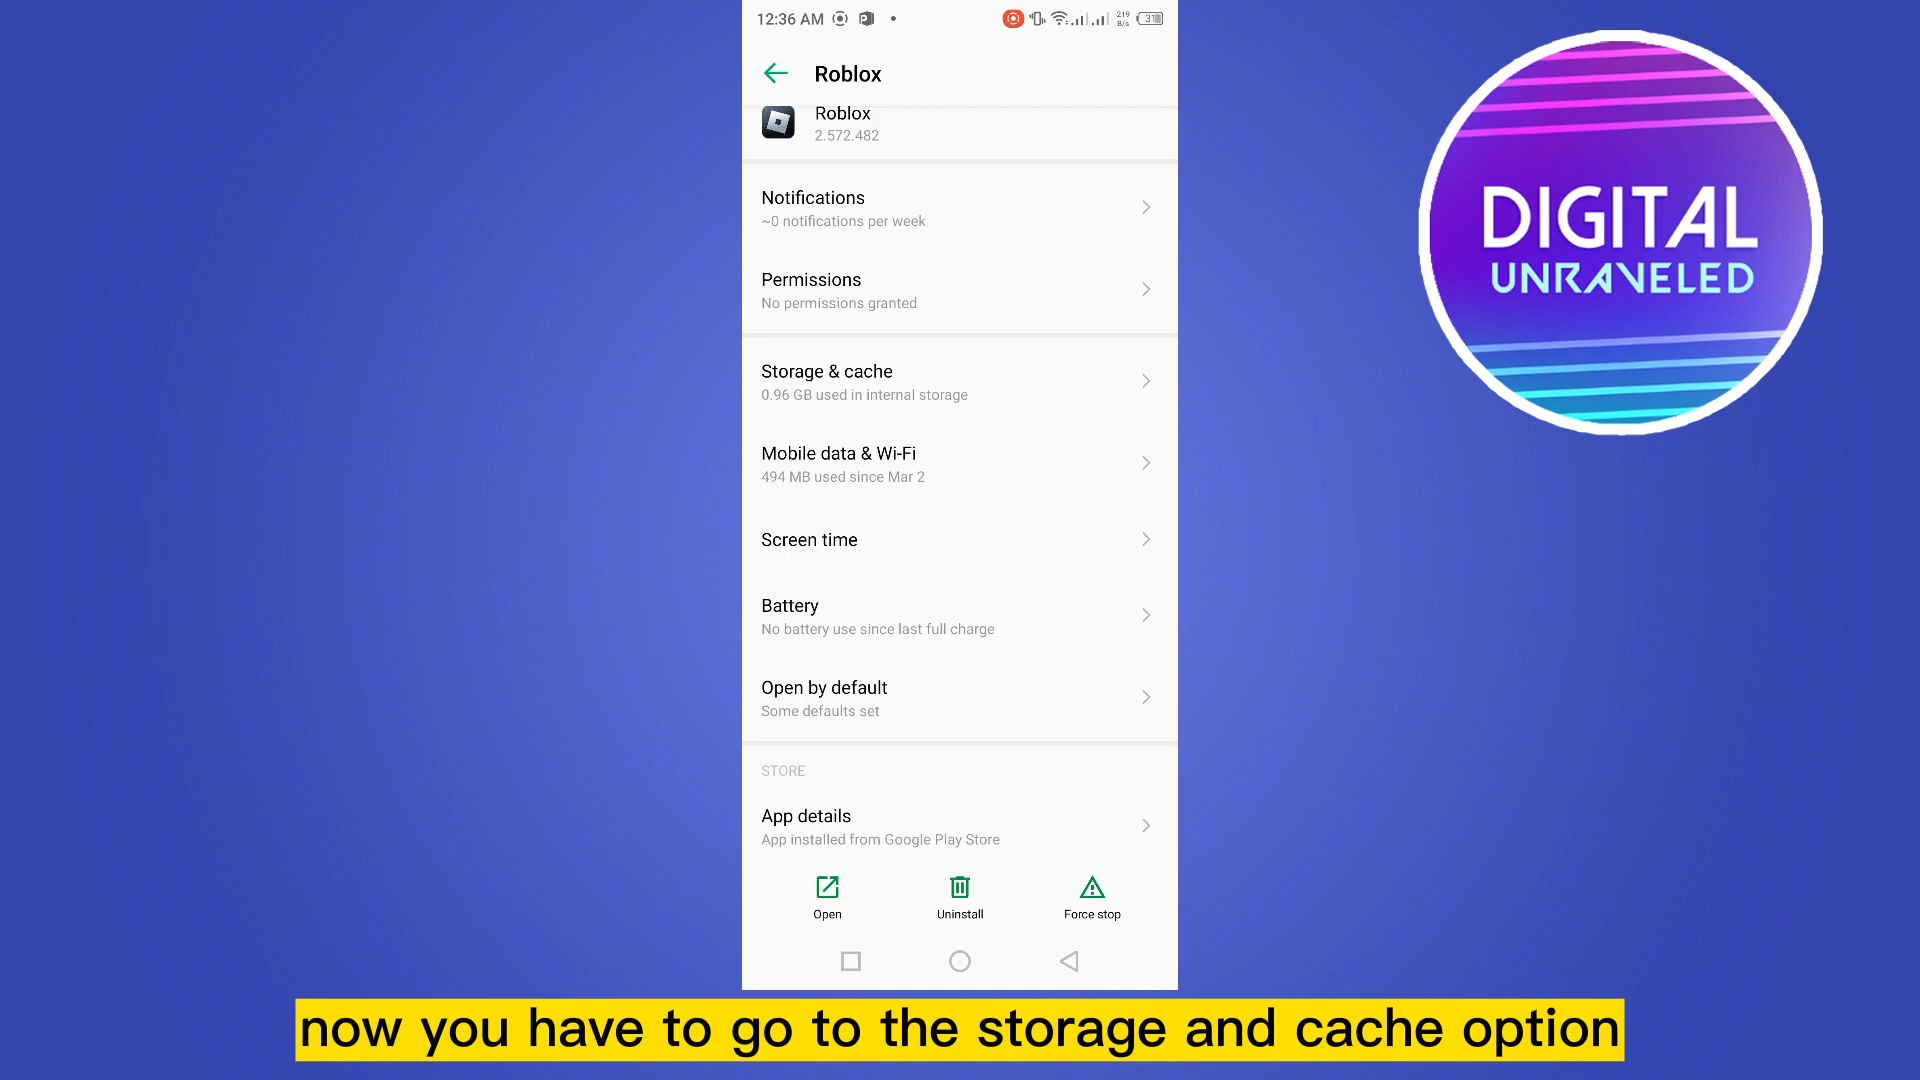 12:36 AM
219
B/s
31
Roblox
Roblox
2.572.482
Notifications
~0 notifications per week
Permissions
No permissions granted
Storage & cache
0.96 GB used in internal storage
Mobile data & Wi-Fi
494 MB used since Mar 2
Screen time
Battery
No battery use since last full charge
Open by default
Some defaults set
STORE
App details
App installed from Google Play Store
Open
Uninstall
Force stop
DIGITAL
UNRAVELED
now you have to go to the storage and cache option